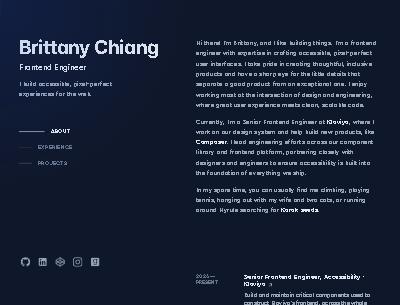 Brittany Chiang
Frontend Engineer
I build accessible, pixel-perfect
experiences for the web.
ABOUT
EXPERIENCE
PROJECTS
Hi there! I'm Brittany, and I like building things. I'm a front-end
engineer with expertise in crafting accessible, pixel-perfect
user interfaces. I take pride in creating thoughtful, inclusive
products and have a sharp eye for the little details that
separate a good product from an exceptional one. I enjoy
working most at the intersection of design and engineering,
where great user experience meets clean, scalable code.
Currently, I'm a Senior Frontend Engineer at Klaviyo, where I
work on our design system and help build new products, like
Composer. I lead engineering efforts across our component
library and frontend platform, partnering closely with
designers and engineers to ensure accessibility is built into
the foundation of everything we ship.
In my spare time, you can usually find me climbing, playing
tennis, hanging out with my wife and two cats, or running
around Hyrule searching for Korok seeds.
PRESENT
Senior Frontend Engineer, Accessibility ·
Klaviyo
Build and maintain critical components used to
construct Klaviyo's frontend, across the whole